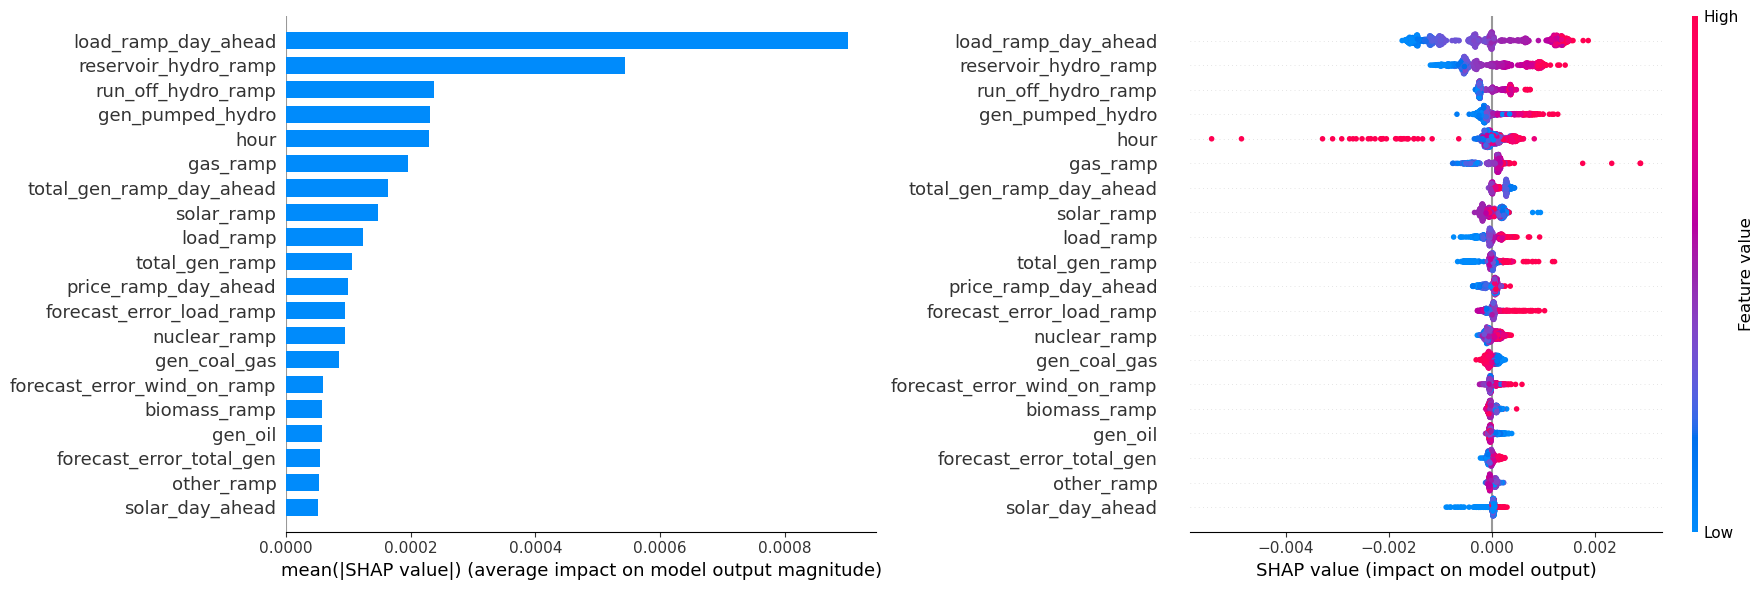 load_ramp_day_ahead
reservoir_hydro_ramp
run_off_hydro_ramp
gen_pumped_hydro
hour
gas_ramp
total_gen_ramp_day_ahead
solar_ramp
load_ramp
total_gen_ramp
price_ramp_day_ahead
forecast_error_load_ramp
nuclear_ramp
gen_coal_gas
forecast_error_wind_on_ramp
biomass_ramp
gen_oil
forecast_error_total_gen
other_ramp
solar_day_ahead
0.0000 0.0002 0.0004 0.0006 0.0008
mean(|SHAP value|) (average impact on model output magnitude)
load_ramp_day_ahead
reservoir_hydro_ramp
run_off_hydro_ramp
gen_pumped_hydro
hour
gas_ramp
total_gen_ramp_day_ahead
solar_ramp
load_ramp
total_gen_ramp
price_ramp_day_ahead
forecast_error_load_ramp
nuclear_ramp
gen_coal_gas
forecast_error_wind_on_ramp
biomass_ramp
gen_oil
forecast_error_total_gen
other_ramp
solar_day_ahead
−0.004 −0.002 0.000 0.002
SHAP value (impact on model output)
High
Feature value
Low